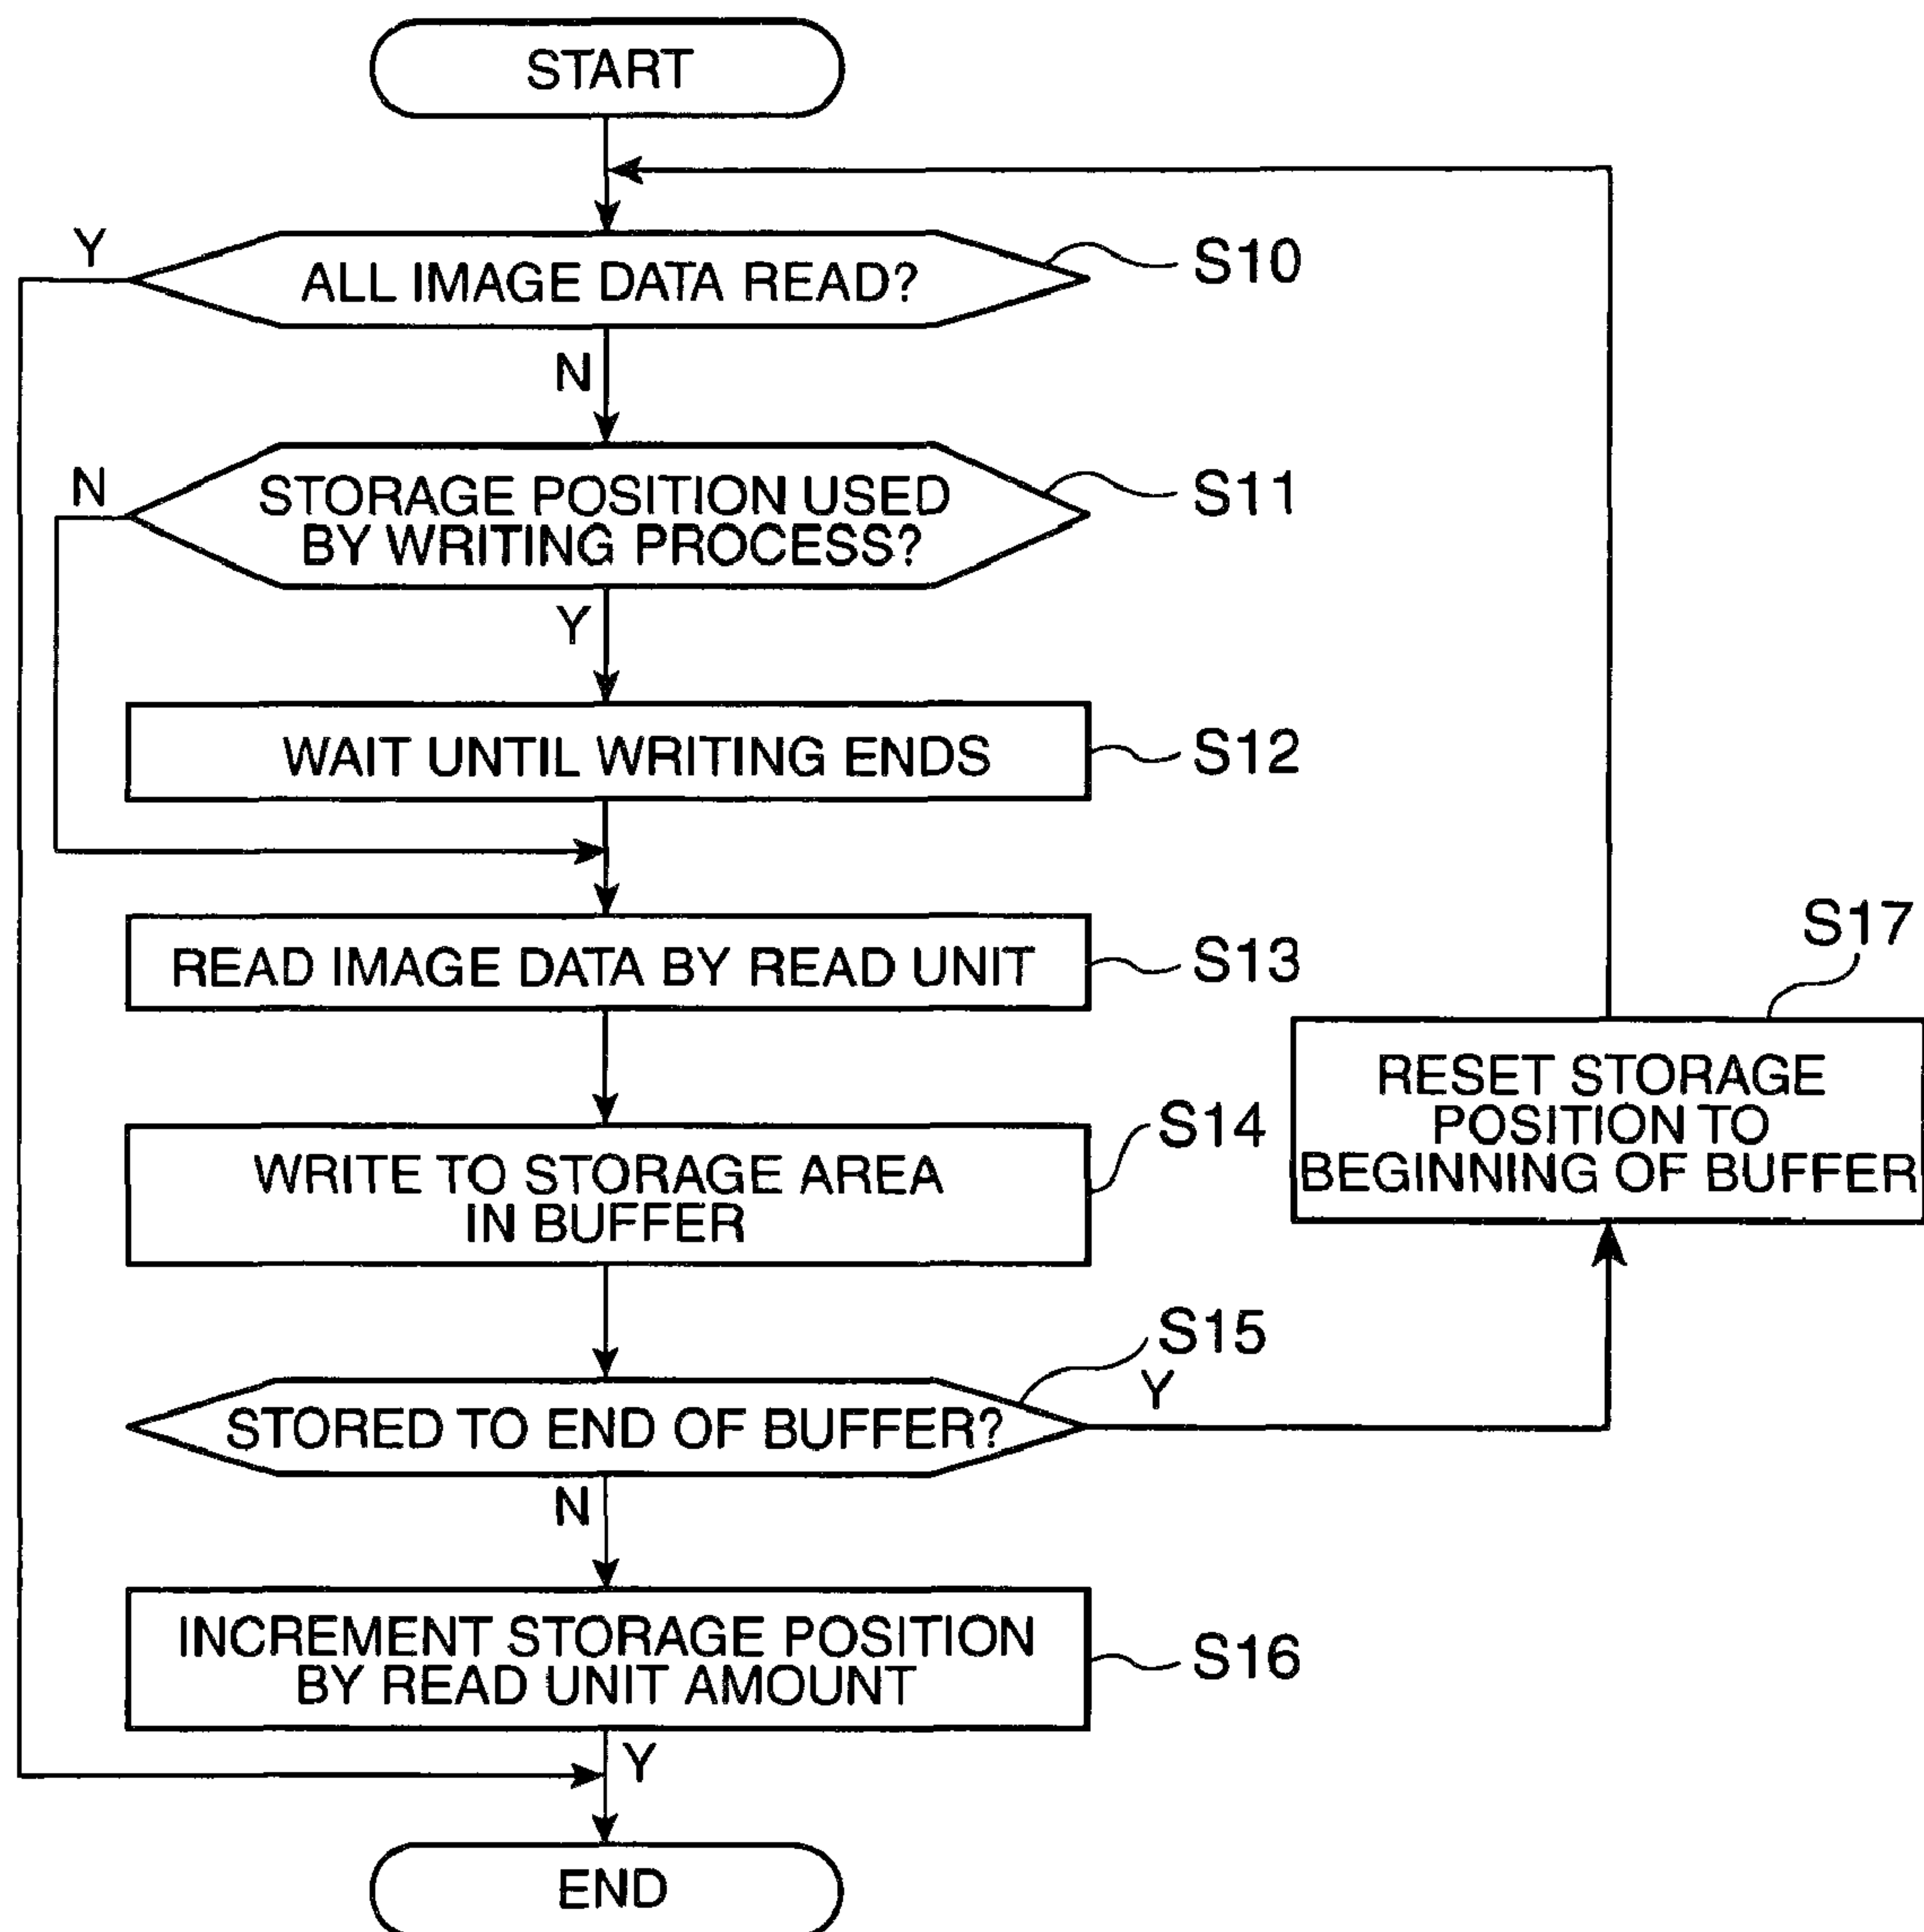 START
Y
ALL IMAGE DATA READ?
S10
N
N
STORAGE POSITION USED
BY WRITING PROCESS?
S11
Y
WAIT UNTIL WRITING ENDS
S12
READ IMAGE DATA BY READ UNIT
S13
S17
RESET STORAGE
POSITION TO
BEGINNING OF BUFFER
WRITE TO STORAGE AREA
IN BUFFER
S14
STORED TO END OF BUFFER?
S15
Y
N
INCREMENT STORAGE POSITION
BY READ UNIT AMOUNT
S16
Y
END